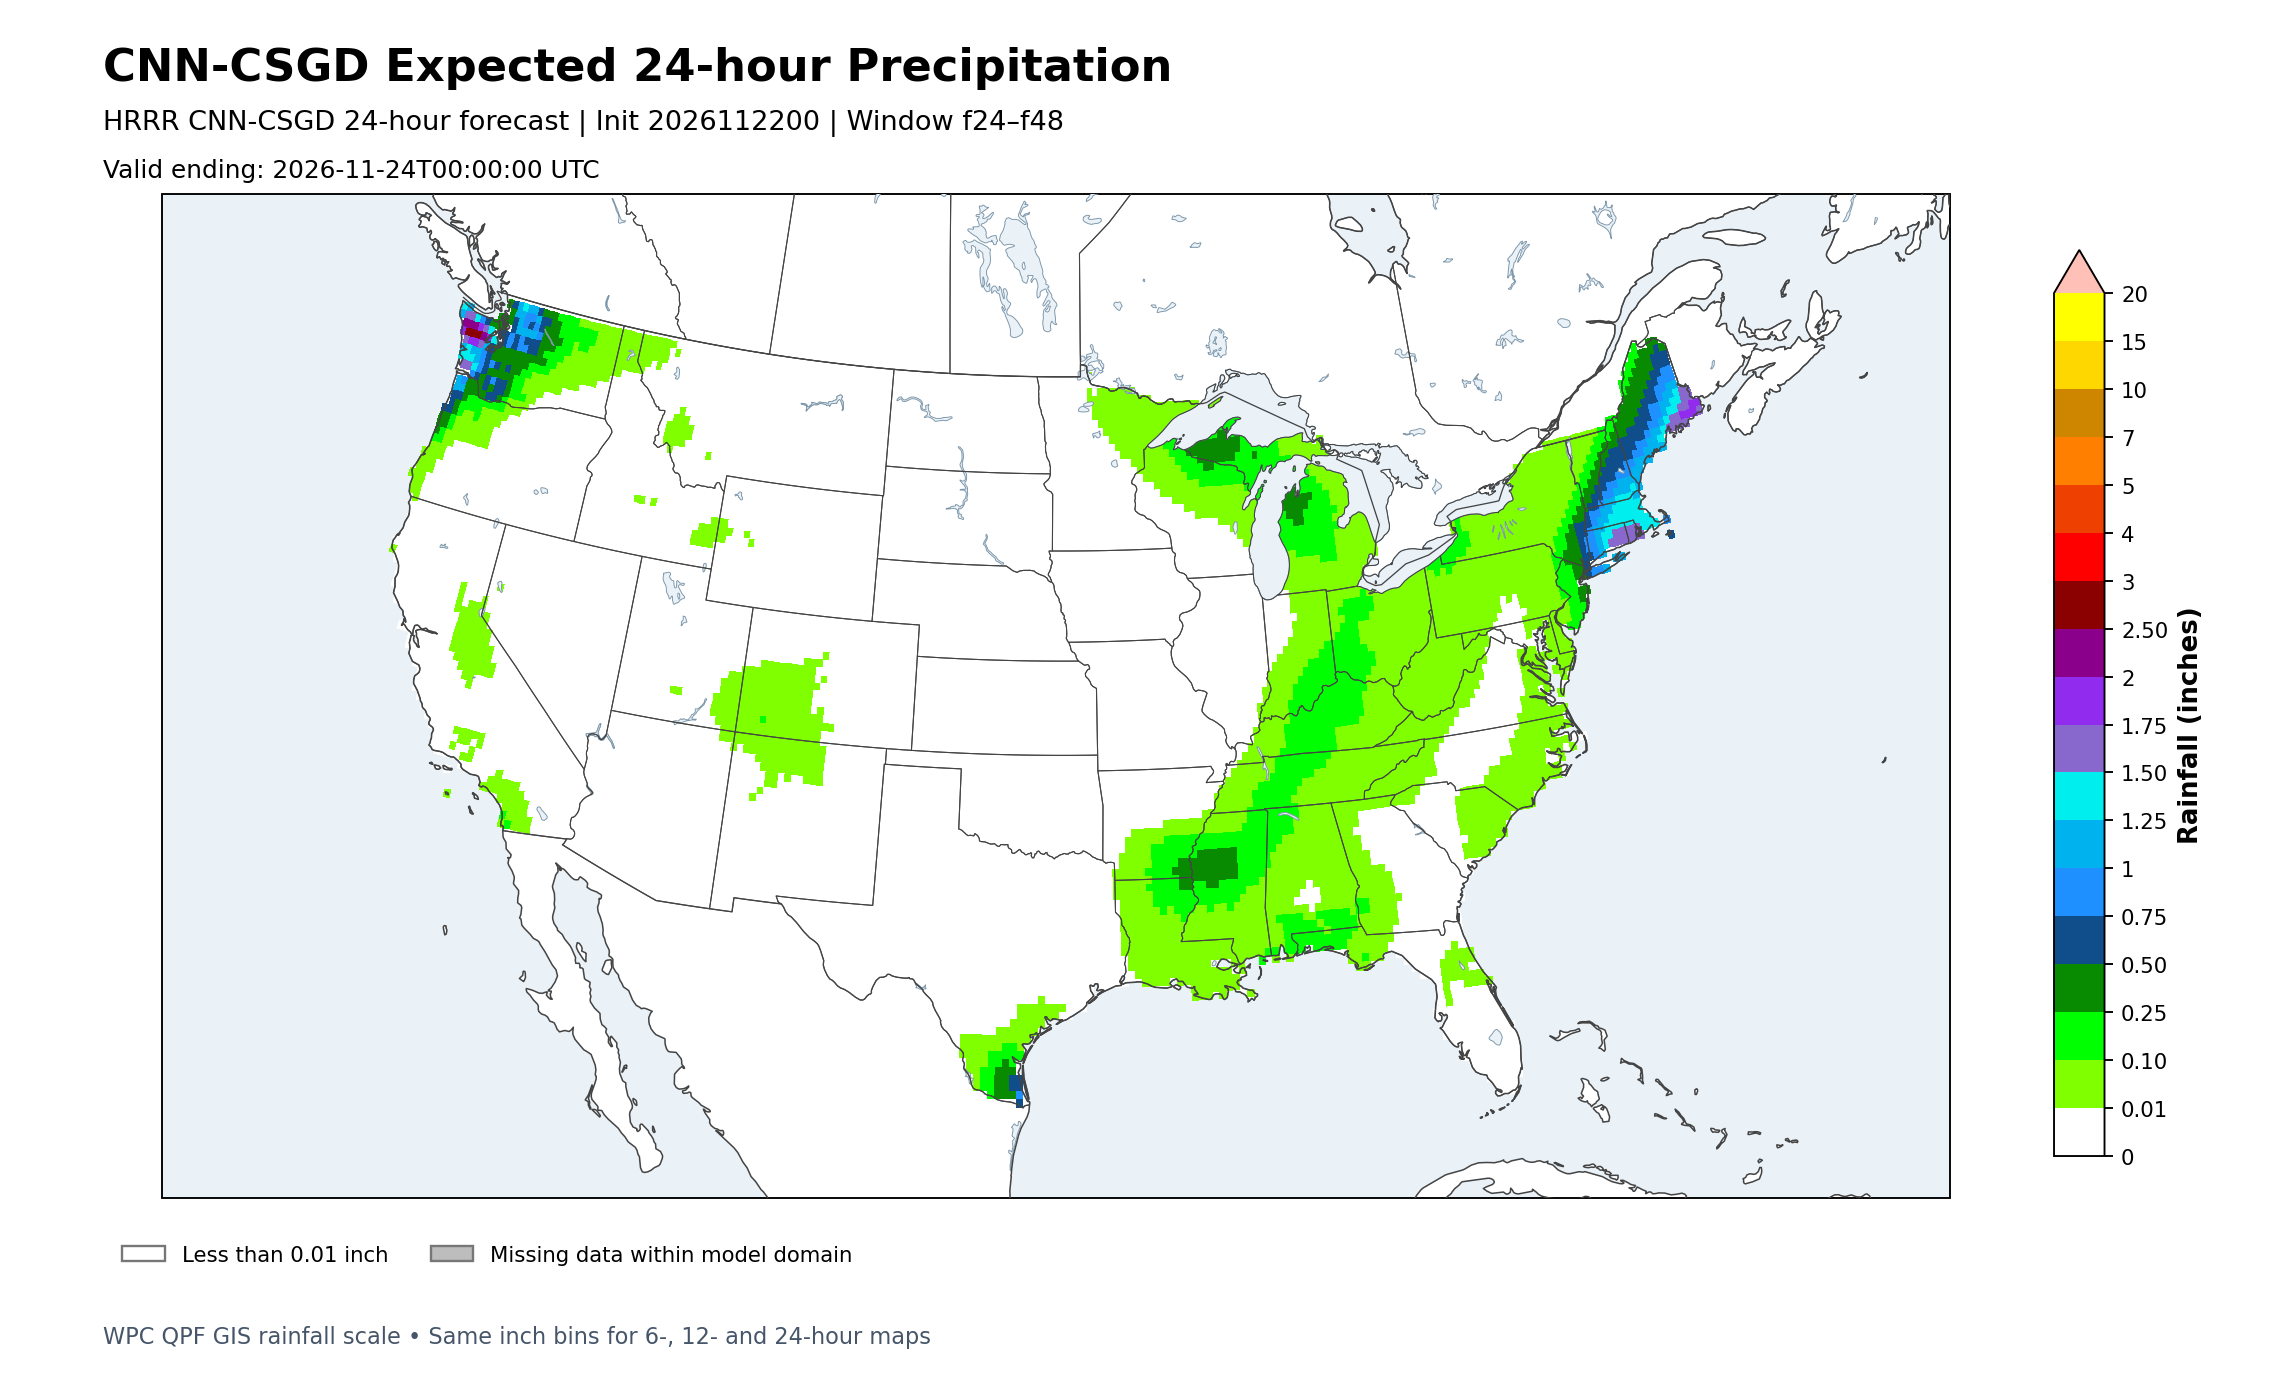 CNN-CSGD Expected 24-hour Precipitation
HRRR CNN-CSGD 24-hour forecast | Init 2026112200 | Window f24–f48
Valid ending: 2026-11-24T00:00:00 UTC
20
15
10
7
5
4
3
2.50
2
1.75
1.50
1.25
1
0.75
0.50
0.25
0.10
0.01
0
Rainfall (inches)
Less than 0.01 inch
Missing data within model domain
WPC QPF GIS rainfall scale • Same inch bins for 6-, 12- and 24-hour maps